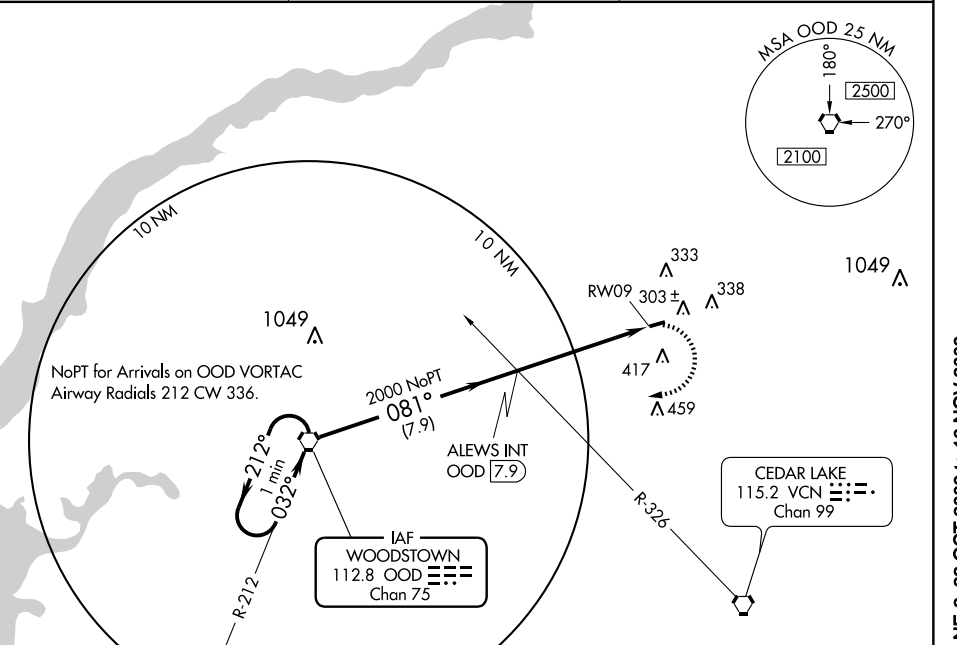 MSA OOD 25 NM
180°
2500
270°
2100
10 NM
10 NM
333
1049
RW09
303 ±
338
1049
417
NoPT for Arrivals on OOD VORTAC
Airway Radials 212 CW 336.
2000 NoPT
081°
(7.9)
459
212°
1 min
032°
ALEWS INT
OOD 7.9
CEDAR LAKE
115.2 VCN
Chan 99
R-326
IAF
WOODSTOWN
112.8 OOD
Chan 75
R-212